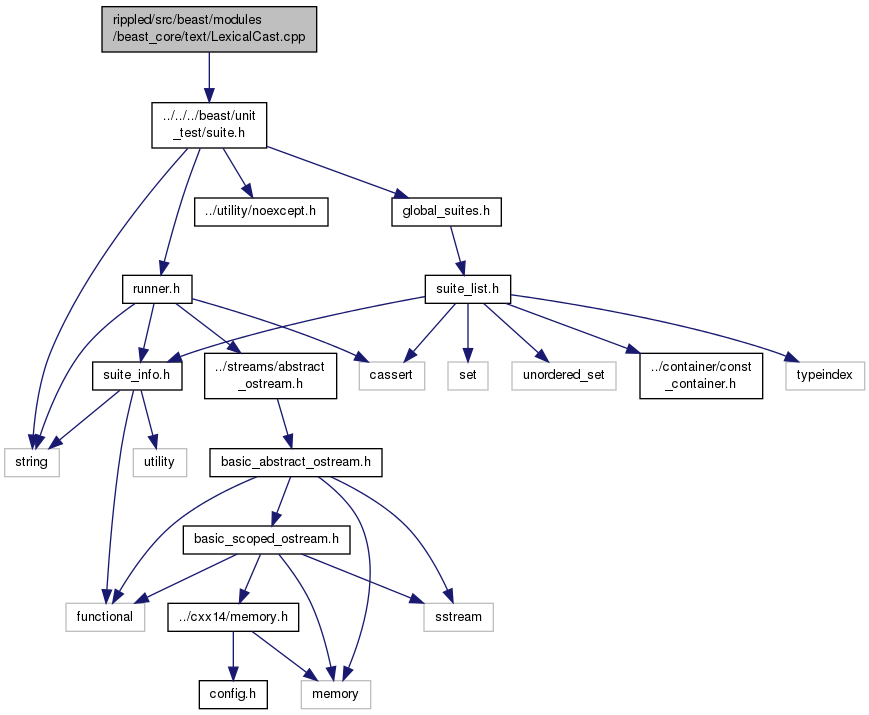 rippled/src/beast/modules
/beast_core/text/LexicalCast.cpp
../../../beast/unit
_test/suite.h
../utility/noexcept.h
global_suites.h
runner.h
suite_list.h
suite_info.h
../streams/abstract
_ostream.h
cassert
set
unordered_set
../container/const
_container.h
typeindex
string
utility
basic_abstract_ostream.h
basic_scoped_ostream.h
functional
../cxx14/memory.h
sstream
config.h
memory